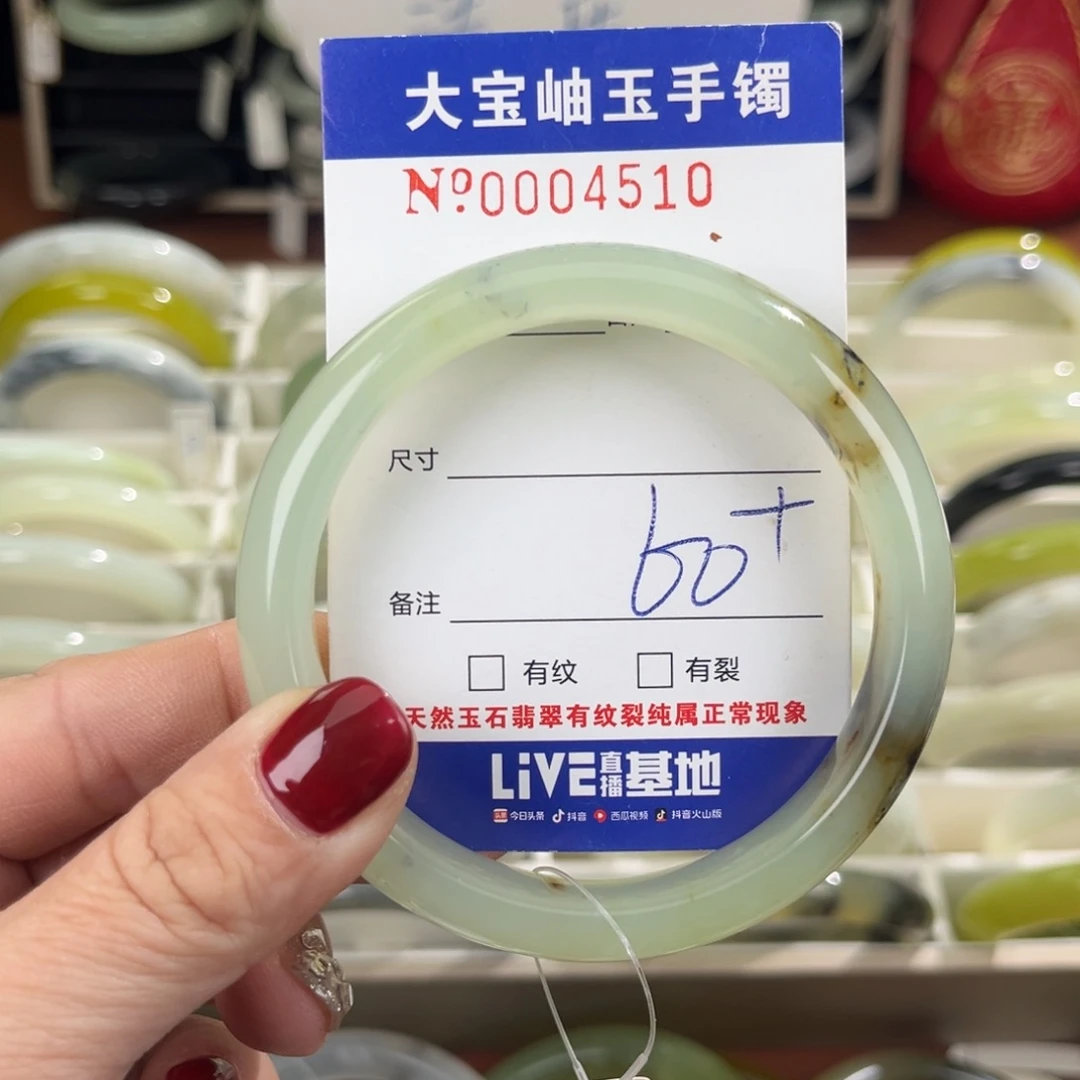 大宝岫玉手镯
Nº0004510
尺寸
60+
备注
有纹 有裂
天然玉石翡翠有纹裂纯属正常现象
LiVE直播基地
今日头条 抖音 西瓜视频 抖音火山版